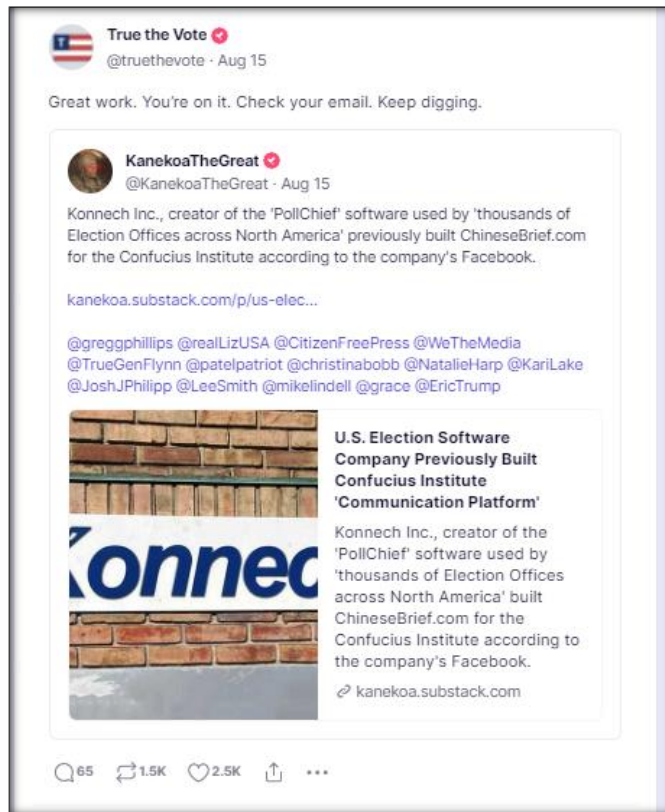 True the Vote
@truethevote · Aug 15
Great work. You're on it. Check your email. Keep digging.
KanekoaTheGreat
@KanekoaTheGreat · Aug 15
Konnech Inc., creator of the 'PollChief' software used by 'thousands of
Election Offices across North America' previously built ChineseBrief.com
for the Confucius Institute according to the company's Facebook.
kanekoa.substack.com/p/us-elec...
@greggphillips @realLizUSA @CitizenFreePress @WeTheMedia
@TrueGenFlynn @patelpatriot @christinabobb @NatalieHarp @KariLake
@JoshJPhilipp @LeeSmith @mikelindell @grace @EricTrump
Konnec
U.S. Election Software
Company Previously Built
Confucius Institute
'Communication Platform'
Konnech Inc., creator of the
'PollChief' software used by
'thousands of Election Offices
across North America' built
ChineseBrief.com for the
Confucius Institute according to
the company's Facebook.
kanekoa.substack.com
65 1.5K 2.5K